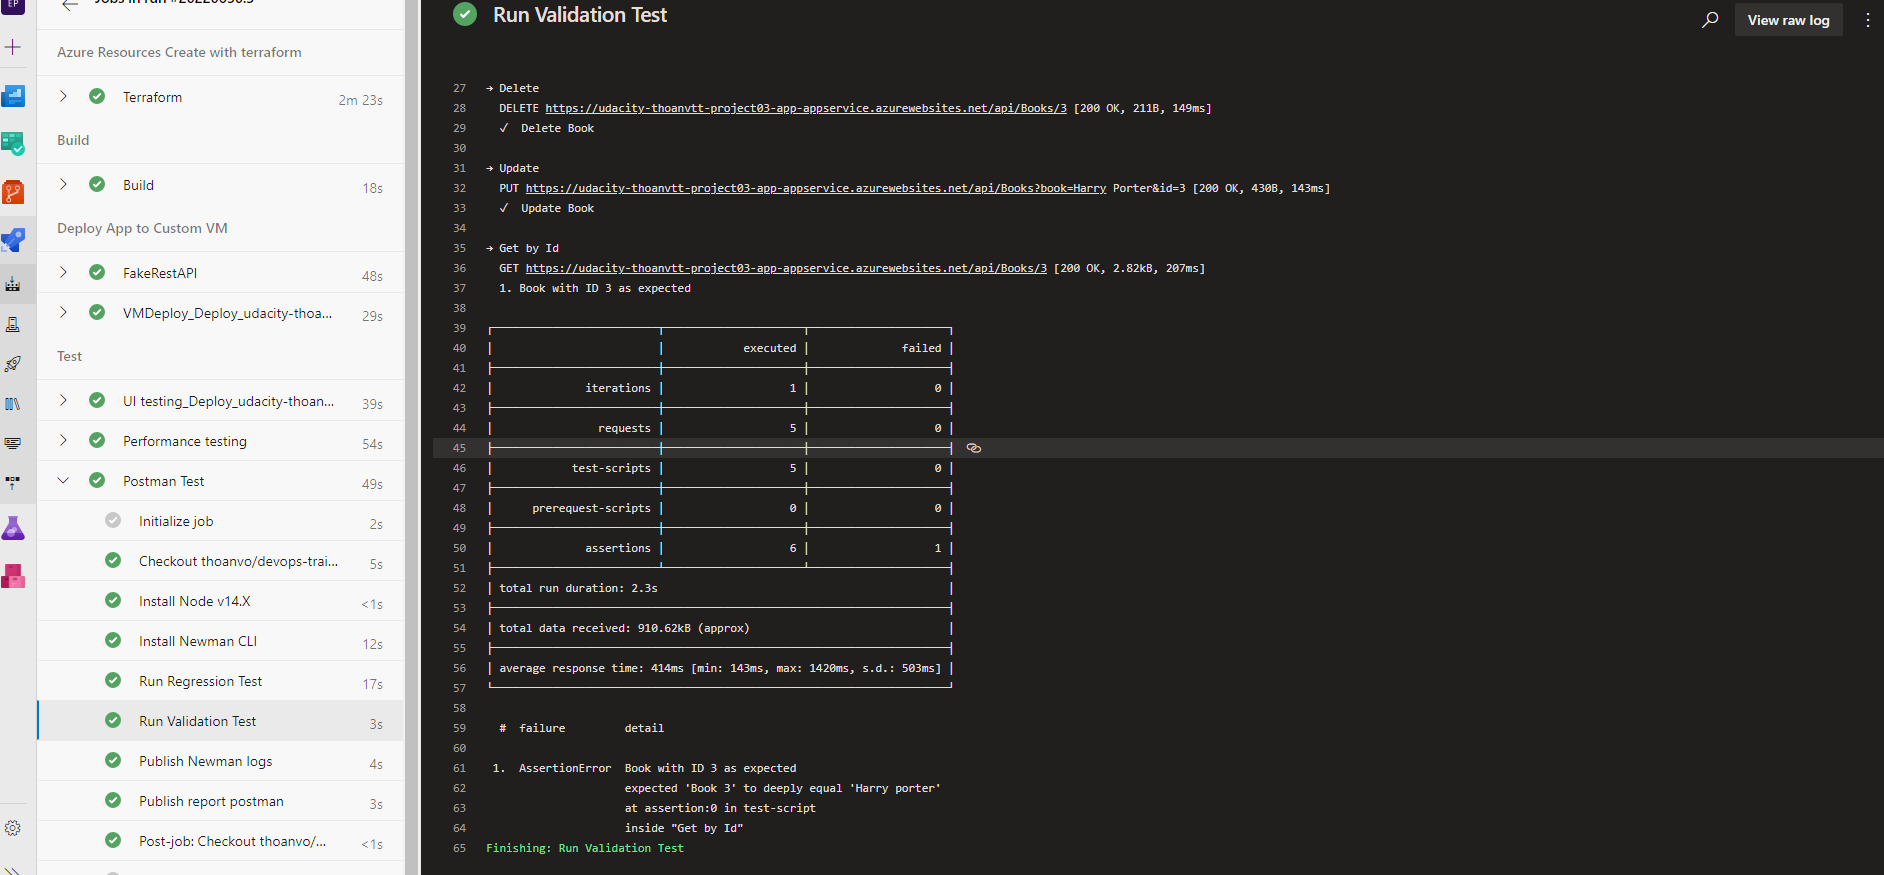 EP
Jobs in run #20220630.3
Azure Resources Create with terraform
Terraform 2m 23s
Build
Build 18s
Deploy App to Custom VM
FakeRestAPI 48s
VMDeploy_Deploy_udacity-thoa... 29s
Test
UI testing_Deploy_udacity-thoan... 39s
Performance testing 54s
Postman Test 49s
Initialize job 2s
Checkout thoanvo/devops-trai... 5s
Install Node v14.X <1s
Install Newman CLI 12s
Run Regression Test 17s
Run Validation Test 3s
Publish Newman logs 4s
Publish report postman 3s
Post-job: Checkout thoanvo/... <1s
Run Validation Test
View raw log
27 → Delete
28 DELETE https://udacity-thoanvtt-project03-app-appservice.azurewebsites.net/api/Books/3 [200 OK, 211B, 149ms]
29 √ Delete Book
30
31 → Update
32 PUT https://udacity-thoanvtt-project03-app-appservice.azurewebsites.net/api/Books?book=Harry Porter&id=3 [200 OK, 430B, 143ms]
33 √ Update Book
34
35 → Get by Id
36 GET https://udacity-thoanvtt-project03-app-appservice.azurewebsites.net/api/Books/3 [200 OK, 2.82kB, 207ms]
37 1. Book with ID 3 as expected
38
39
40 executed failed
41
42 iterations 1 0
43
44 requests 5 0
45
46 test-scripts 5 0
47
48 prerequest-scripts 0 0
49
50 assertions 6 1
51
52 total run duration: 2.3s
53
54 total data received: 910.62kB (approx)
55
56 average response time: 414ms [min: 143ms, max: 1420ms, s.d.: 503ms]
57
58
59 # failure detail
60
61 1. AssertionError Book with ID 3 as expected
62 expected 'Book 3' to deeply equal 'Harry porter'
63 at assertion:0 in test-script
64 inside "Get by Id"
65 Finishing: Run Validation Test